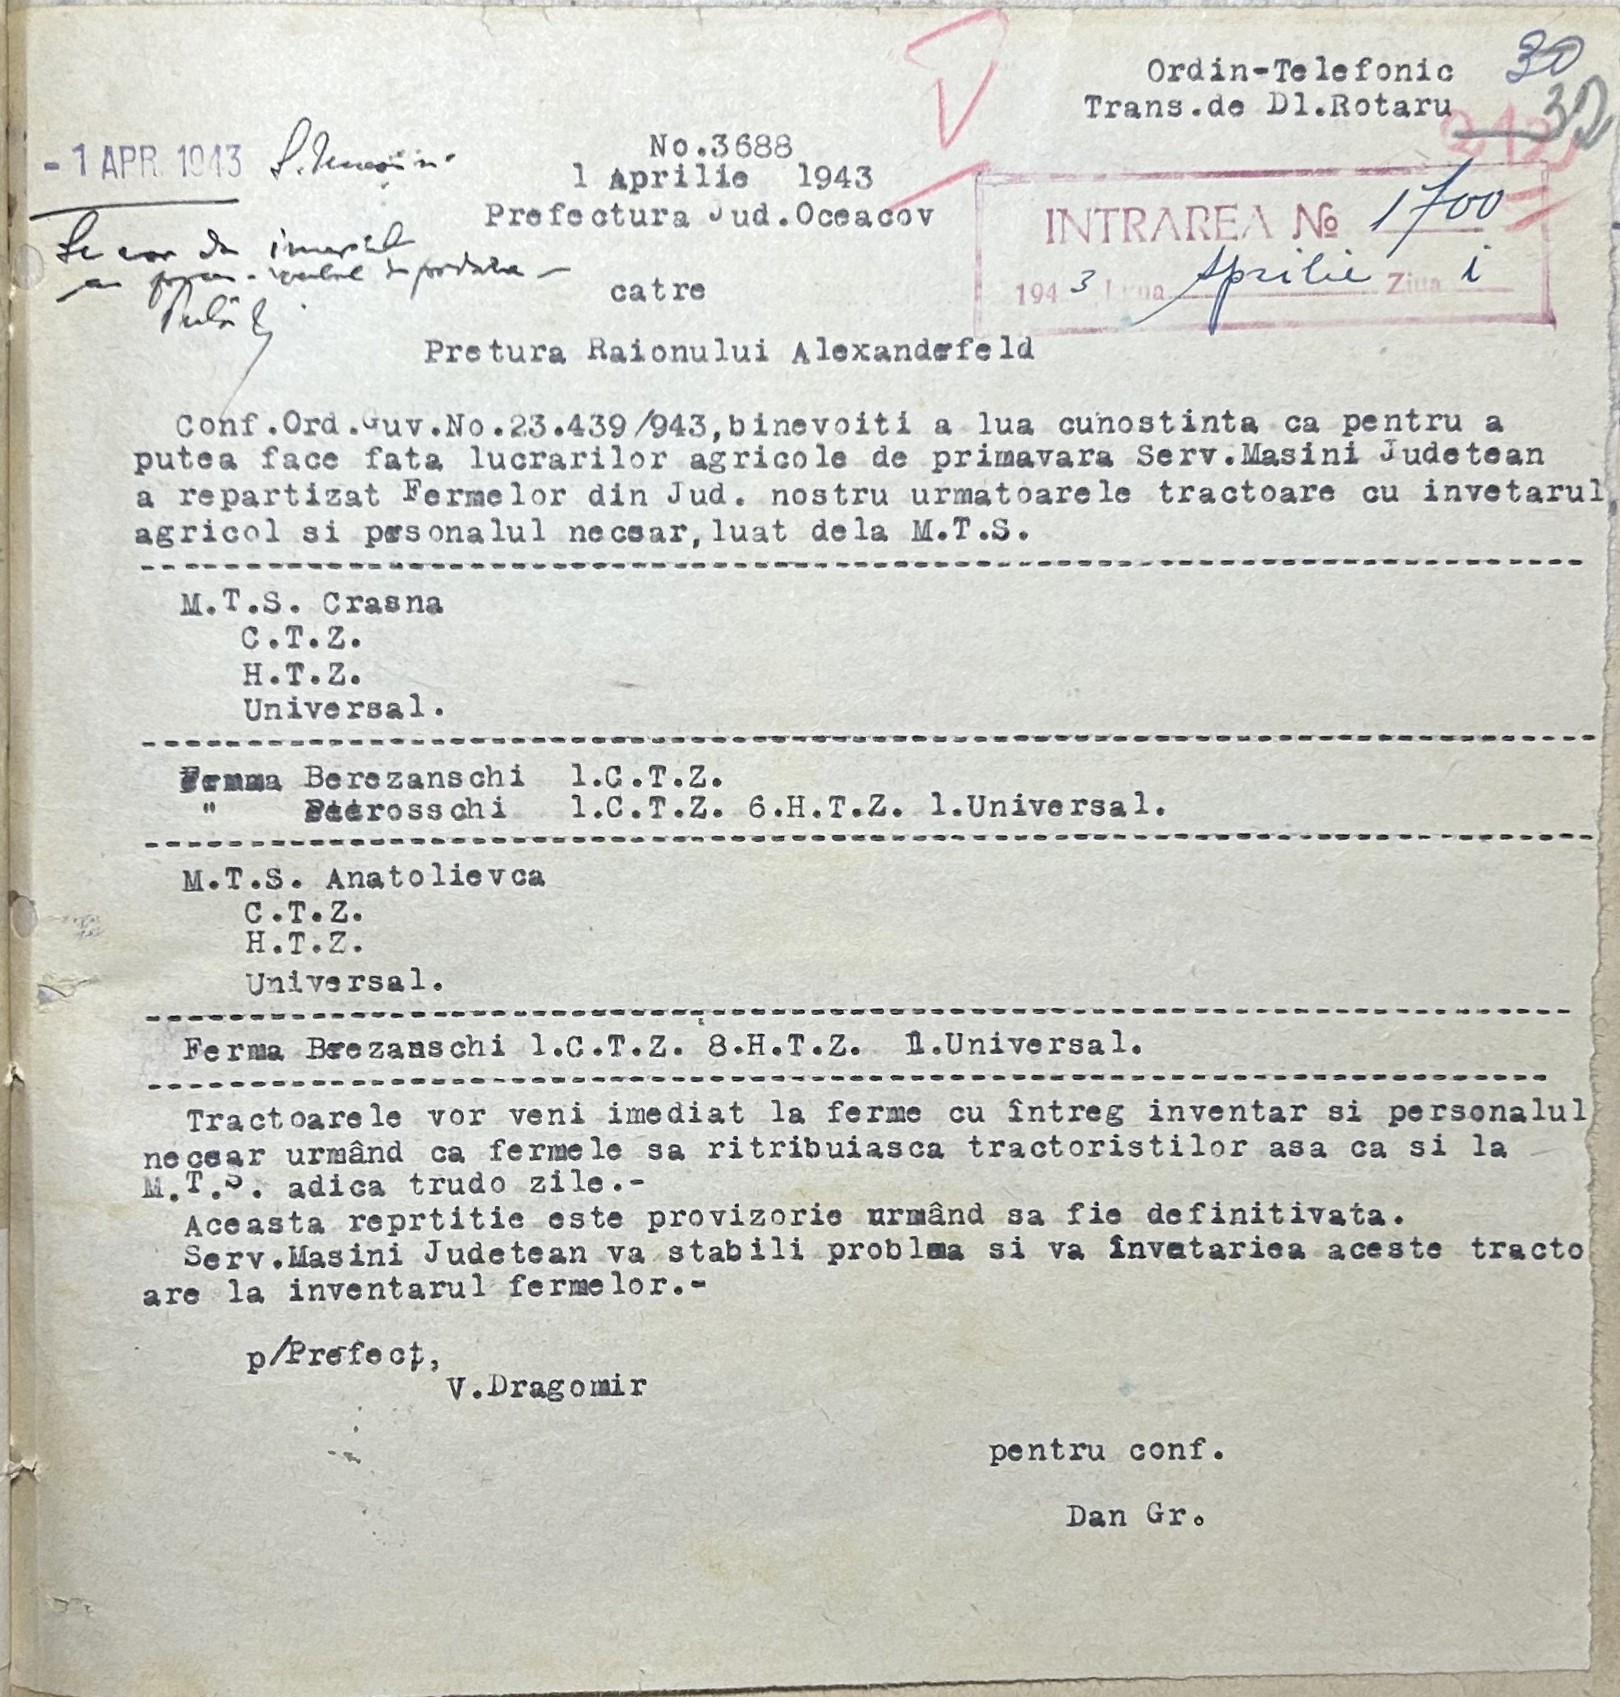 Ordin-Telefonic 30
Trans.de Dl.Rotaru 32
- 1 APR. 1943
No.3688
1 Aprilie 1943
Prefectura Jud.Oceacov
INTRAREA No 1700
1943 Luna Aprilie Ziua 1
catre
Pretura Raionului Alexanderfeld
Conf.Ord.Guv.No.23.439/943,binevoiti a lua cunostinta ca pentru a
putea face fata lucrarilor agricole de primavara Serv.Masini Judetean
a repartizat Fermelor din Jud. nostru urmatoarele tractoare cu invetarul
agricol si personalul necesar,luat dela M.T.S.
M.T.S. Crasna
C.T.Z.
H.T.Z.
Universal.
Ferma Berezanschi 1.C.T.Z.
" Petrosschi 1.C.T.Z. 6.H.T.Z. 1.Universal.
M.T.S. Anatolievca
C.T.Z.
H.T.Z.
Universal.
Ferma Brezanschi 1.C.T.Z. 8.H.T.Z. 1.Universal.
Tractoarele vor veni imediat la ferme cu întreg inventar si personalul
necesar urmând ca fermele sa ritribuiasca tractoristilor asa ca si la
M.T.S. adica trudo zile.-
Aceasta reprtitie este provizorie urmând sa fie definitivata.
Serv.Masini Judetean va stabili problema si va învetariea aceste tracto
are la inventarul fermelor.-
p/Prefect,
V.Dragomir
pentru conf.
Dan Gr.